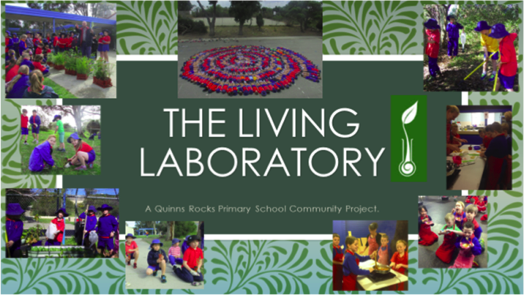 THE LIVING
LABORATORY
A Quinns Rocks Primary School Community Project.